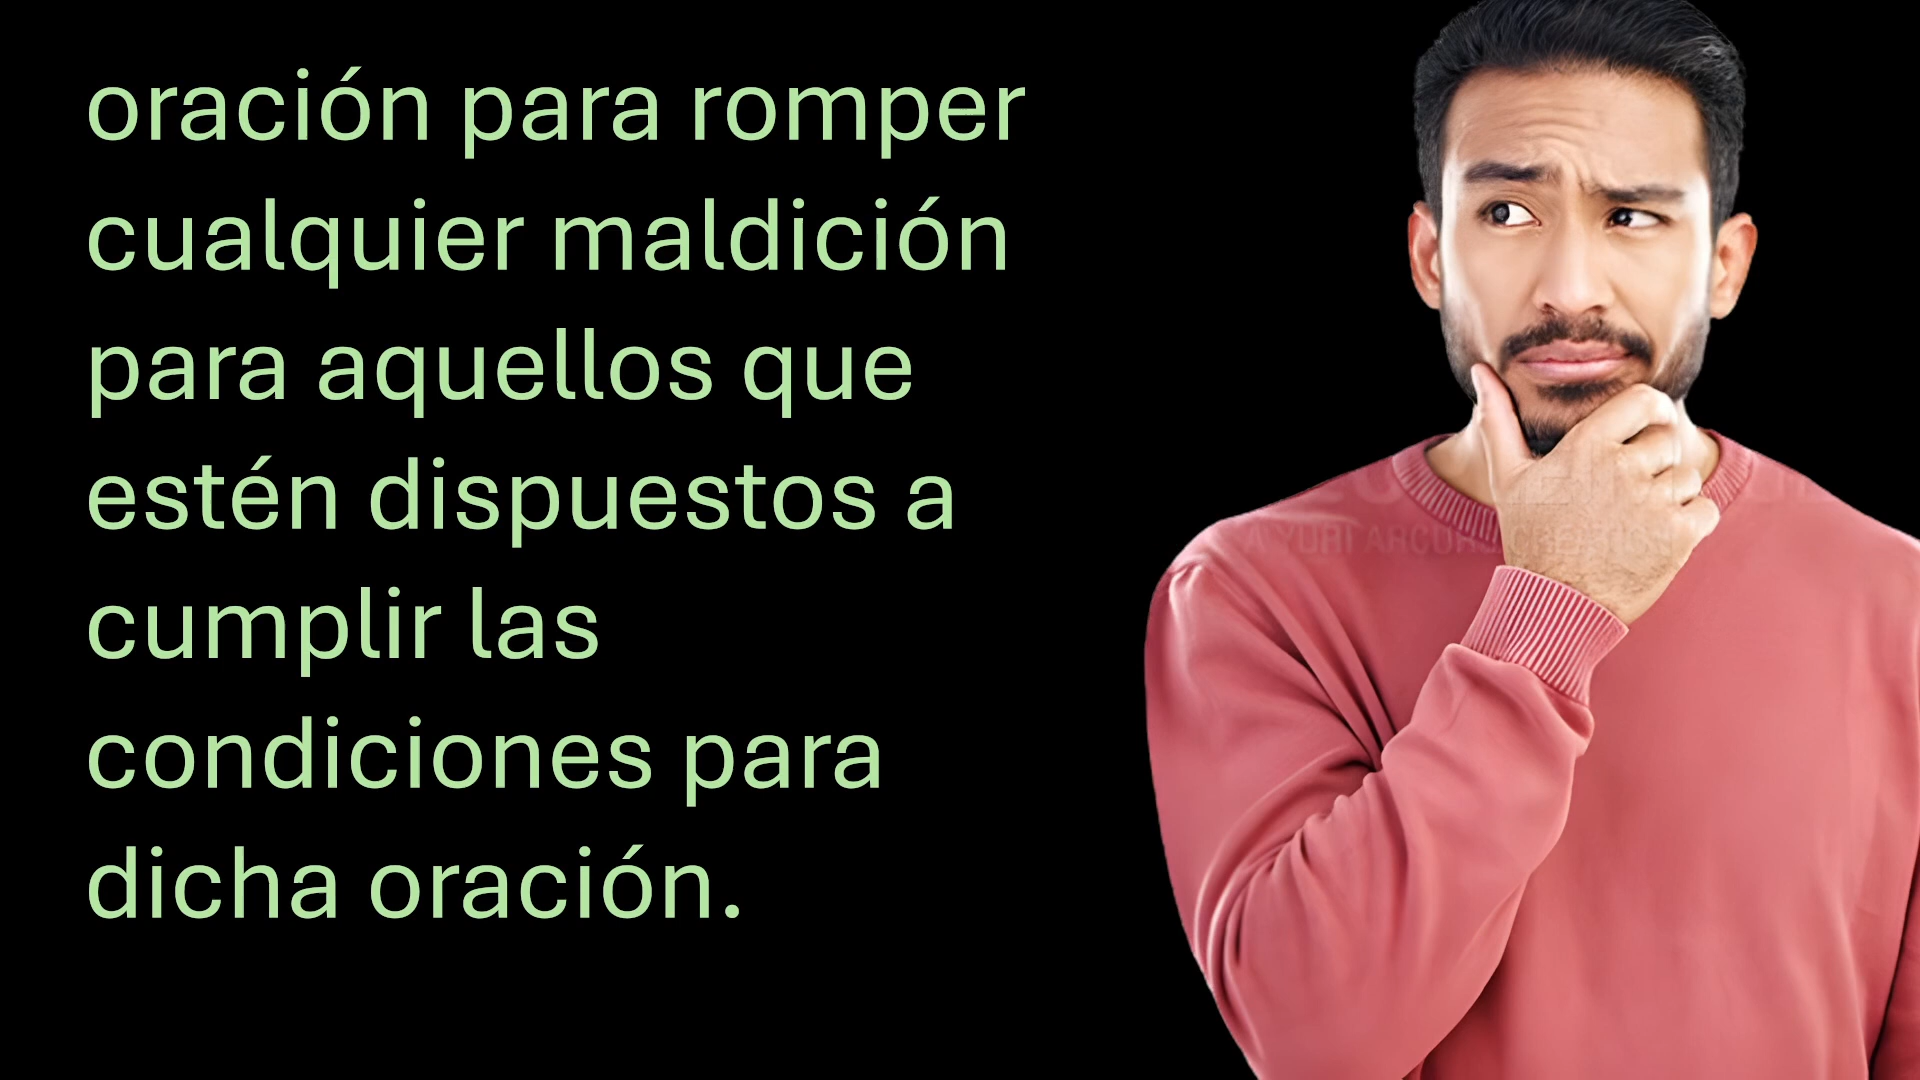 oración para romper
cualquier maldición
para aquellos que
estén dispuestos a
cumplir las
condiciones para
dicha oración.